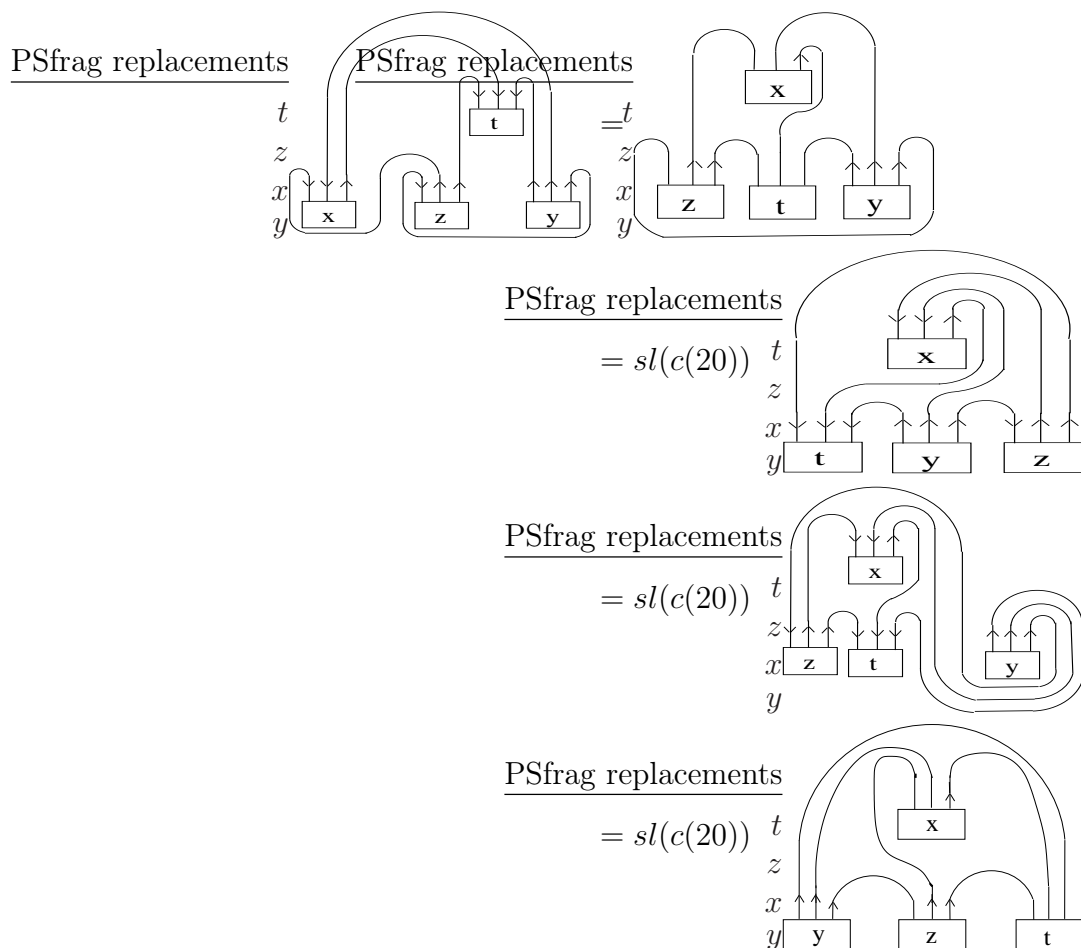 PSfrag replacements PSfrag replacements
t
z
x
y
x z t y
=
t
z
x
y
x
z t y
PSfrag replacements
= sl(c(20))
t
z
x
y
x
t y z
PSfrag replacements
= sl(c(20))
t
z
x
y
x
z t y
PSfrag replacements
= sl(c(20))
t
z
x
y
x
y z t